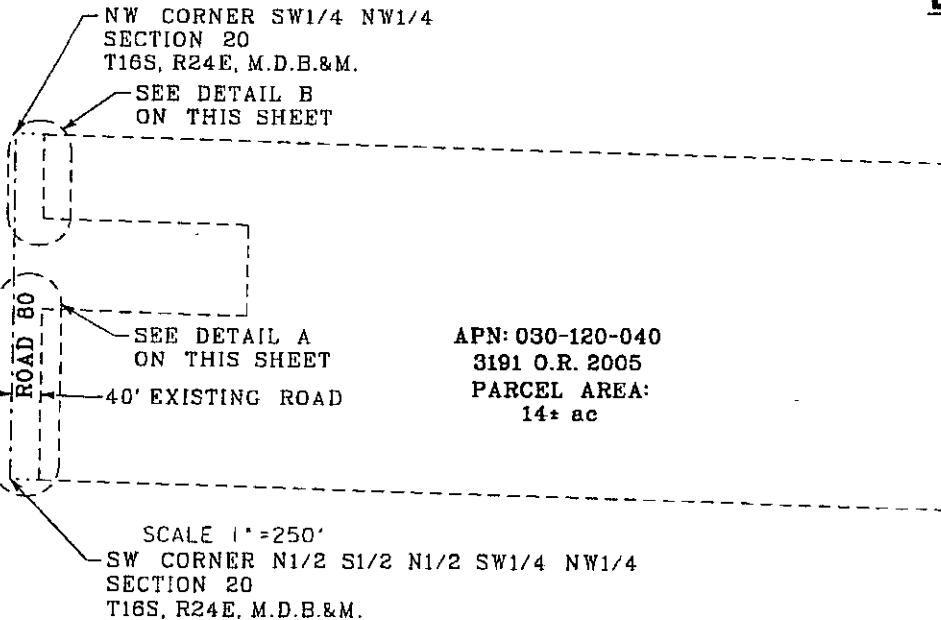 NW CORNER SW1/4 NW1/4
SECTION 20
T16S, R24E, M.D.B.&M.
SEE DETAIL B
ON THIS SHEET
ROAD 80
SEE DETAIL A
ON THIS SHEET
40' EXISTING ROAD
APN: 030-120-040
3191 O.R. 2005
PARCEL AREA:
14± ac
SCALE 1"=250'
SW CORNER N1/2 S1/2 N1/2 SW1/4 NW1/4
SECTION 20
T16S, R24E, M.D.B.&M.